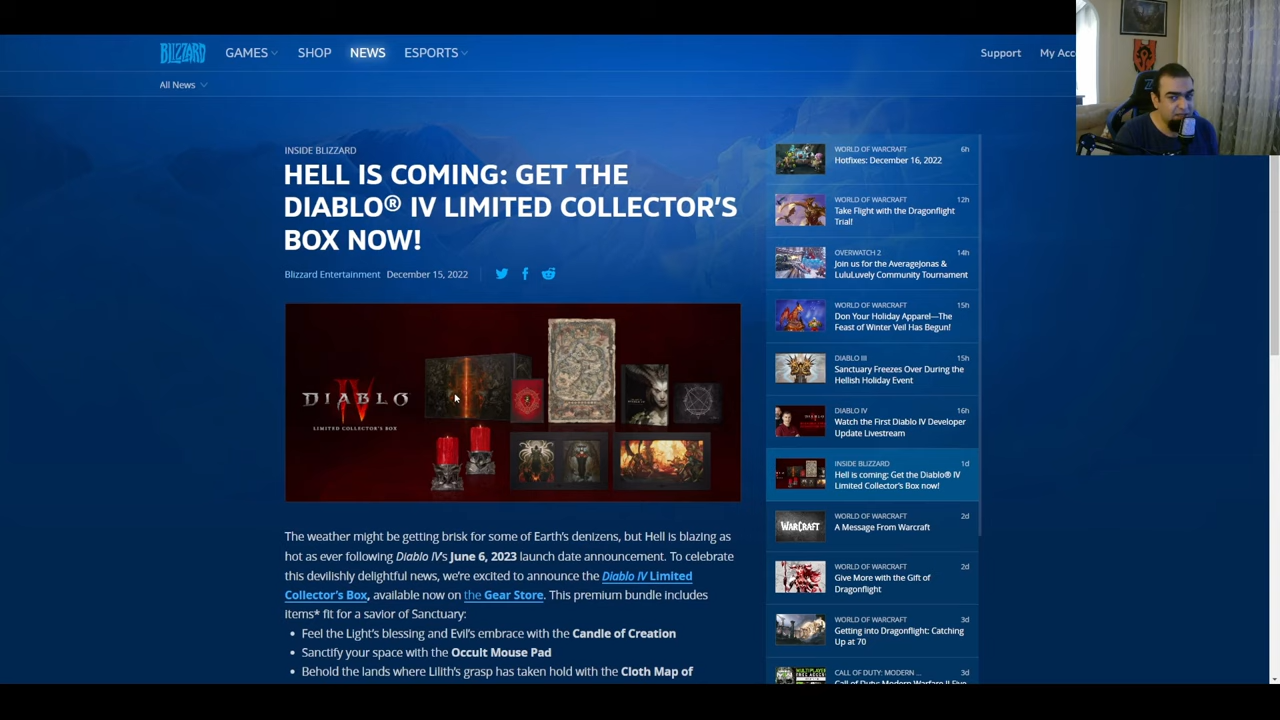 BLIZZARD
GAMES
SHOP
NEWS
ESPORTS
Support
My Acc
All News
INSIDE BLIZZARD
HELL IS COMING: GET THE
DIABLO® IV LIMITED COLLECTOR'S
BOX NOW!
Blizzard Entertainment December 15, 2022
DIABLO IV
LIMITED COLLECTOR'S BOX
The weather might be getting brisk for some of Earth's denizens, but Hell is blazing as
hot as ever following Diablo IV's June 6, 2023 launch date announcement. To celebrate
this devilishly delightful news, we're excited to announce the Diablo IV Limited
Collector's Box, available now on the Gear Store. This premium bundle includes
items* fit for a savior of Sanctuary:
• Feel the Light's blessing and Evil's embrace with the Candle of Creation
• Sanctify your space with the Occult Mouse Pad
• Behold the lands where Lilith's grasp has taken hold with the Cloth Map of
WORLD OF WARCRAFT 6h
Hotfixes: December 16, 2022
WORLD OF WARCRAFT 12h
Take Flight with the Dragonflight
Trial!
OVERWATCH 2 14h
Join us for the AverageJonas &
LuluLuvely Community Tournament
WORLD OF WARCRAFT 15h
Don Your Holiday Apparel—The
Feast of Winter Veil Has Begun!
DIABLO III 15h
Sanctuary Freezes Over During the
Hellish Holiday Event
DIABLO IV 16h
Watch the First Diablo IV Developer
Update Livestream
INSIDE BLIZZARD 1d
Hell is coming: Get the Diablo® IV
Limited Collector's Box now!
WARCRAFT
WORLD OF WARCRAFT 2d
A Message From Warcraft
WORLD OF WARCRAFT 2d
Give More with the Gift of
Dragonflight
WORLD OF WARCRAFT 3d
Getting into Dragonflight: Catching
Up at 70
CALL OF DUTY: MODERN ... 3d
Call of Duty: Modern Warfare II Five